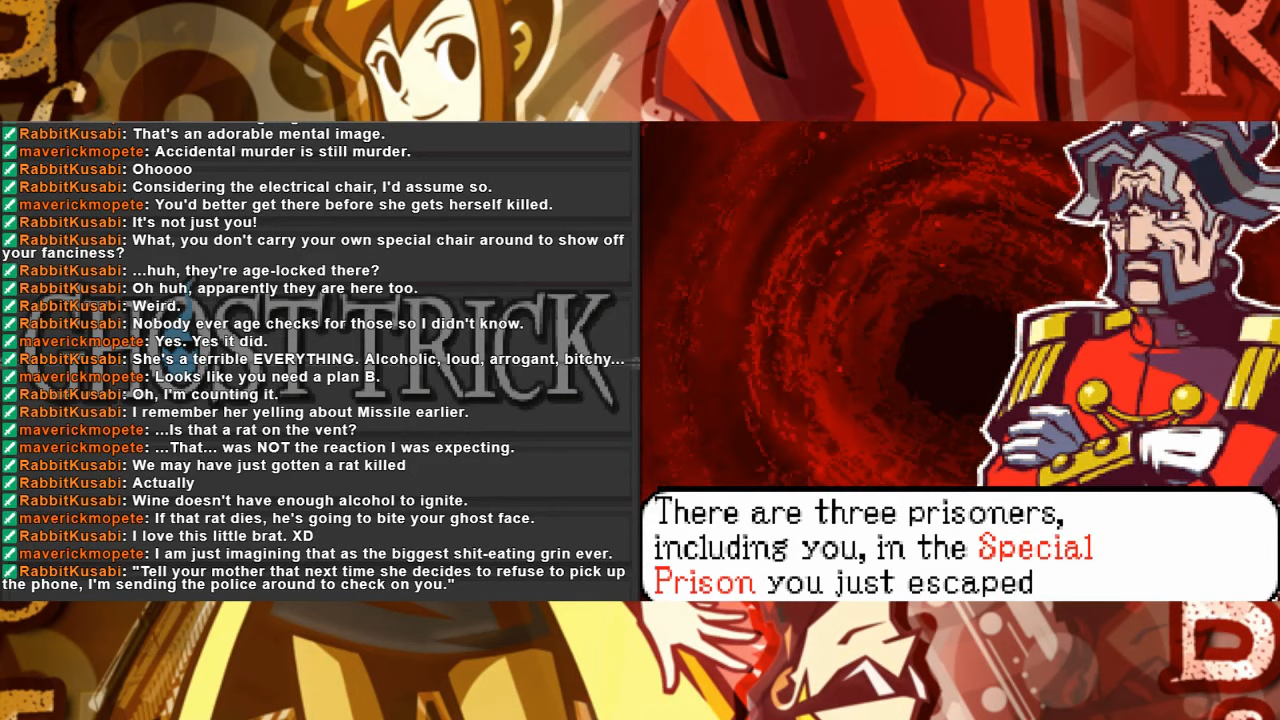 RabbitKusabi: That's an adorable mental image.
maverickmopete: Accidental murder is still murder.
RabbitKusabi: Ohoooo
RabbitKusabi: Considering the electrical chair, I'd assume so.
maverickmopete: You'd better get there before she gets herself killed.
RabbitKusabi: It's not just you!
RabbitKusabi: What, you don't carry your own special chair around to show off
your fanciness?
RabbitKusabi: ...huh, they're age-locked there?
RabbitKusabi: Oh huh, apparently they are here too.
RabbitKusabi: Weird.
RabbitKusabi: Nobody ever age checks for those so I didn't know.
maverickmopete: Yes. Yes it did.
RabbitKusabi: She's a terrible EVERYTHING. Alcoholic, loud, arrogant, bitchy...
maverickmopete: Looks like you need a plan B.
RabbitKusabi: Oh, I'm counting it.
RabbitKusabi: I remember her yelling about Missile earlier.
maverickmopete: ...Is that a rat on the vent?
maverickmopete: ...That... was NOT the reaction I was expecting.
RabbitKusabi: We may have just gotten a rat killed
RabbitKusabi: Actually
RabbitKusabi: Wine doesn't have enough alcohol to ignite.
maverickmopete: If that rat dies, he's going to bite your ghost face.
RabbitKusabi: I love this little brat. XD
maverickmopete: I am just imagining that as the biggest shit-eating grin ever.
RabbitKusabi: "Tell your mother that next time she decides to refuse to pick up
the phone, I'm sending the police around to check on you."
GHOST TRICK
There are three prisoners,
including you, in the Special
Prison you just escaped
R
D